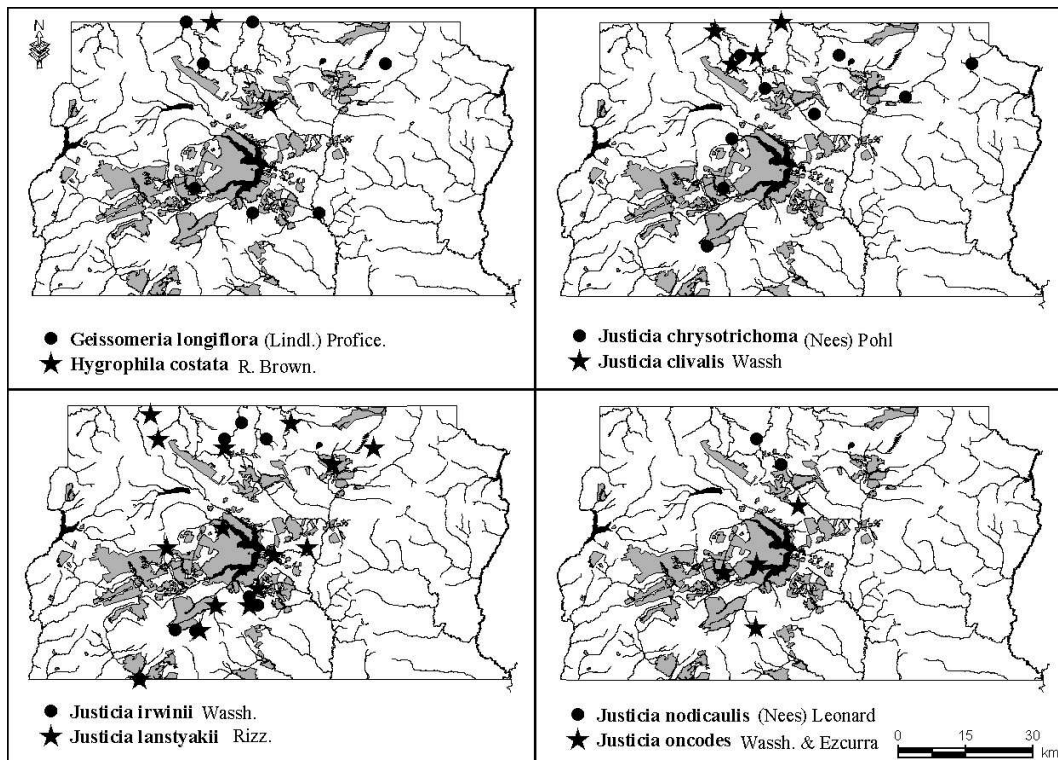 N
Geissomeria longiflora (Lindl.) Profice.
Hygrophila costata R. Brown.
Justicia chrysotrichoma (Nees) Pohl
Justicia clivalis Wassh
Justicia irwinii Wassh.
Justicia lanstyakii Rizz.
Justicia nodicaulis (Nees) Leonard
Justicia oncodes Wassh. & Ezcurra
0 15 30
km